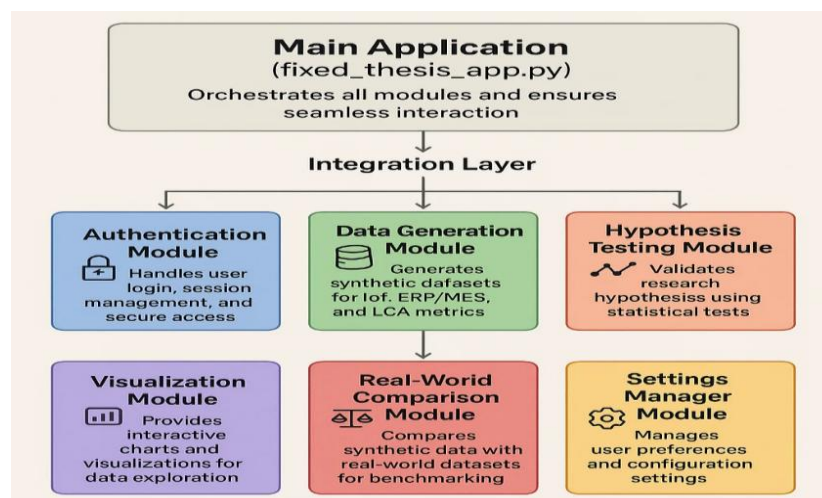 Main Application
(fixed_thesis_app.py)
Orchestrates all modules and ensures
seamless interaction
Integration Layer
Authentication
Module
Handles user
login, session
management, and
secure access
Data Generation
Module
Generates
synthetic dafasets
for Iof. ERP/MES,
and LCA metrics
Hypothesis
Testing Module
Validates
research
hypothesiss using
statistical tests
Visualization
Module
Provides
interactive
charts and
visualizations for
data exploration
Real-World
Comparison
Module
Compares
synthetic data with
real-world datasets
for benchmarking
Settings
Manager
Module
Manages
user preferences
and configuration
settings